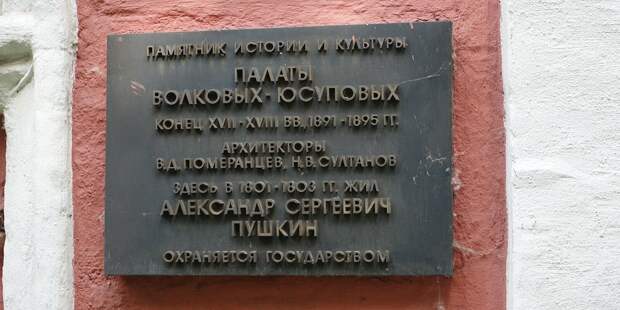 ПАМЯТНИК ИСТОРИИ И КУЛЬТУРЫ
ПАЛАТЫ
ВОЛКОВЫХ-ЮСУПОВЫХ
КОНЕЦ XVII - XVIII ВВ., 1891 - 1895 ГГ.
АРХИТЕКТОРЫ
В.Д. ПОМЕРАНЦЕВ, Н.В. СУЛТАНОВ
ЗДЕСЬ В 1801 - 1803 ГГ. ЖИЛ
АЛЕКСАНДР СЕРГЕЕВИЧ
ПУШКИН
ОХРАНЯЕТСЯ ГОСУДАРСТВОМ